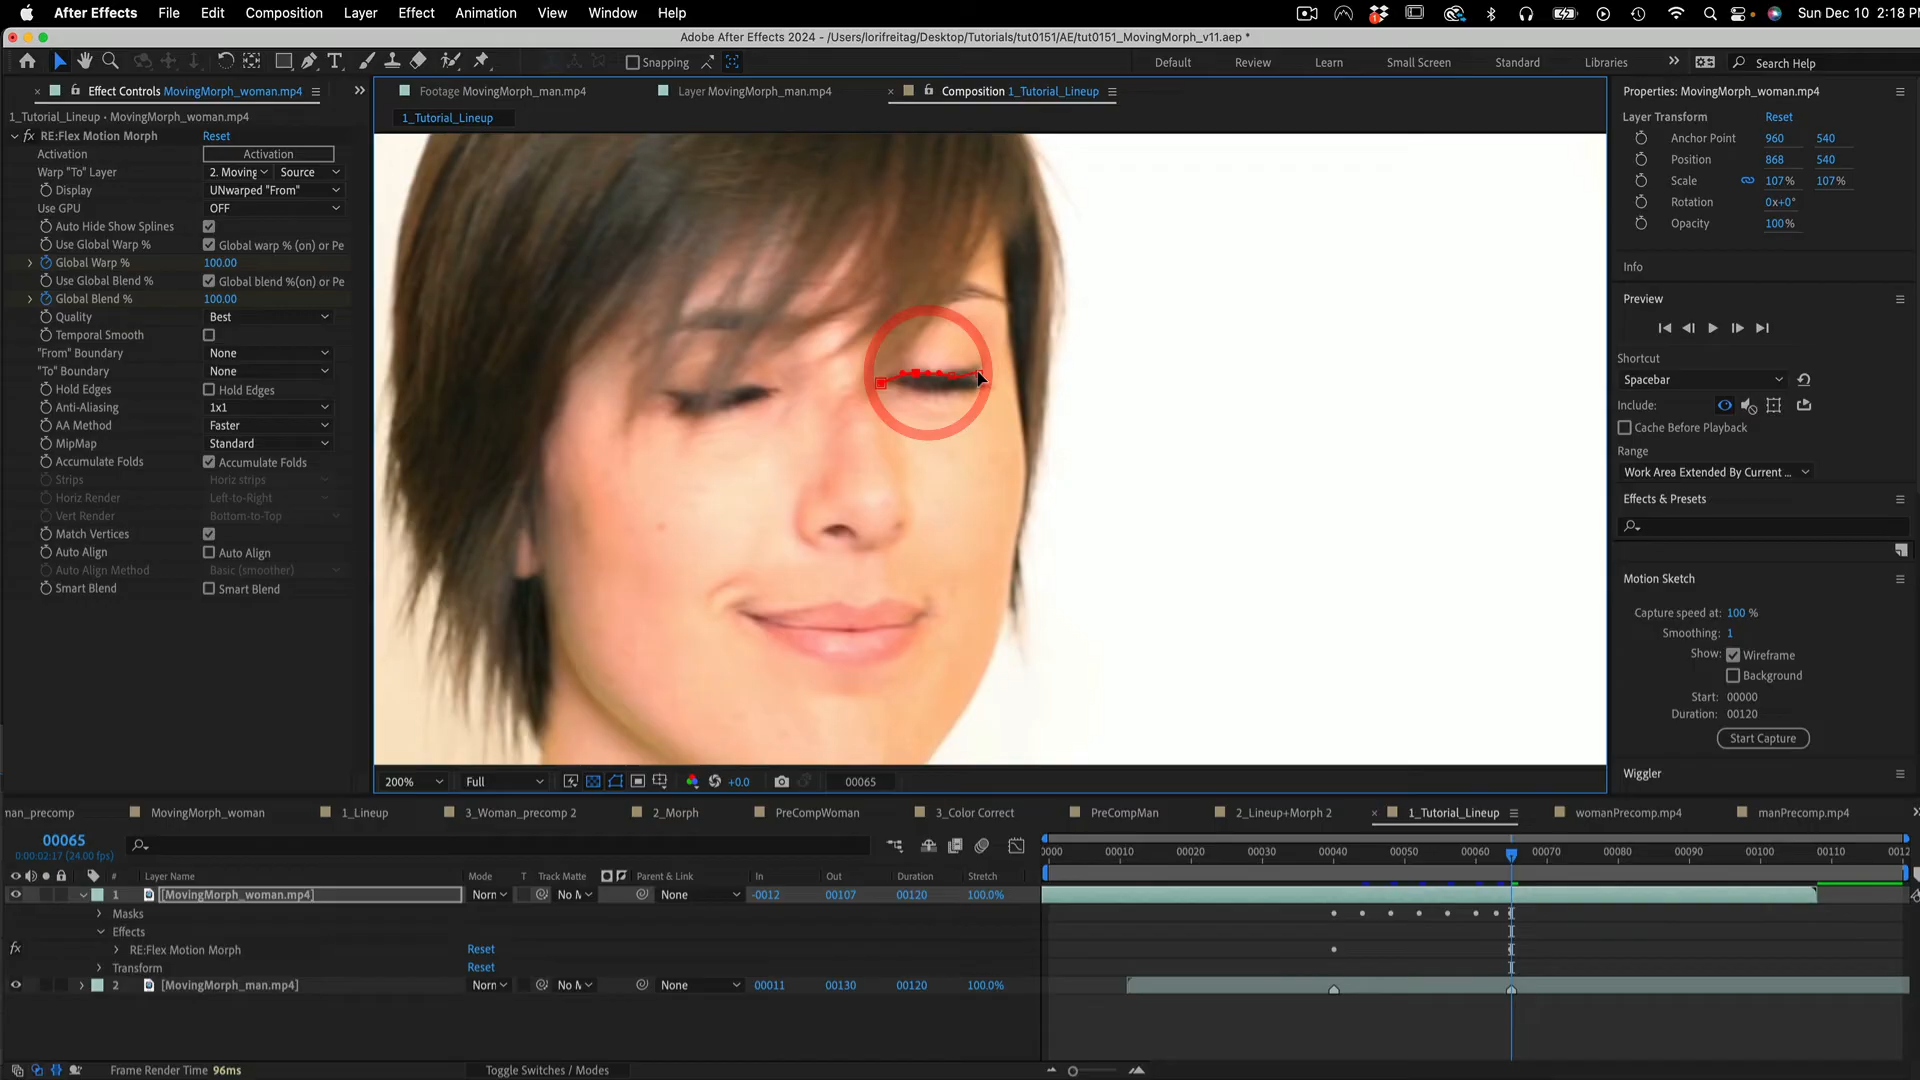 After Effects File Edit Composition Layer Effect Animation View Window Help Sun Dec 10 2:18 P
Adobe After Effects 2024 - /Users/lorifreitag/Desktop/Tutorials/tut0151/AE/tut0151_MovingMorph_v11.aep *
Snapping Default Review Learn Small Screen Standard Libraries Search Help
Effect Controls MovingMorph_woman.mp4
Footage MovingMorph_man.mp4 Layer MovingMorph_man.mp4 Composition 1_Tutorial_Lineup
1_Tutorial_Lineup
1_Tutorial_Lineup • MovingMorph_woman.mp4
fx RE:Flex Motion Morph Reset
Activation Activation
Warp "To" Layer 2. Moving Source
Display UNwarped "From"
Use GPU OFF
Auto Hide Show Splines
Use Global Warp % Global warp % (on) or Pe
Global Warp % 100.00
Use Global Blend % Global blend %(on) or Pe
Global Blend % 100.00
Quality Best
Temporal Smooth
"From" Boundary None
"To" Boundary None
Hold Edges Hold Edges
Anti-Aliasing 1x1
AA Method Faster
MipMap Standard
Accumulate Folds Accumulate Folds
Strips Horiz strips
Horiz Render Left-to-Right
Vert Render Bottom-to-Top
Match Vertices
Auto Align Auto Align
Auto Align Method Basic (smoother)
Smart Blend Smart Blend
200% Full +0.0 00065
Properties: MovingMorph_woman.mp4
Layer Transform Reset
Anchor Point 960 540
Position 868 540
Scale 107% 107%
Rotation 0x+0°
Opacity 100%
Info
Preview
Shortcut
Spacebar
Include:
Cache Before Playback
Range
Work Area Extended By Current ...
Effects & Presets
Motion Sketch
Capture speed at: 100 %
Smoothing: 1
Show: Wireframe
Background
Start: 00000
Duration: 00120
Start Capture
Wiggler
man_precomp MovingMorph_woman 1_Lineup 3_Woman_precomp 2 2_Morph PreCompWoman 3_Color Correct PreCompMan 2_Lineup+Morph 2 1_Tutorial_Lineup womanPrecomp.mp4 manPrecomp.mp4
00065
0:00:02:17 (24.00 fps)
0000 00010 00020 00030 00040 00050 00060 00070 00080 00090 00100 00110 0012
# Layer Name Mode T Track Matte Parent & Link In Out Duration Stretch
1 [MovingMorph_woman.mp4] Norn No M None -0012 00107 00120 100.0%
Masks
Effects
fx RE:Flex Motion Morph Reset
Transform Reset
2 [MovingMorph_man.mp4] Norn No M None 00011 00130 00120 100.0%
Frame Render Time 96ms Toggle Switches / Modes